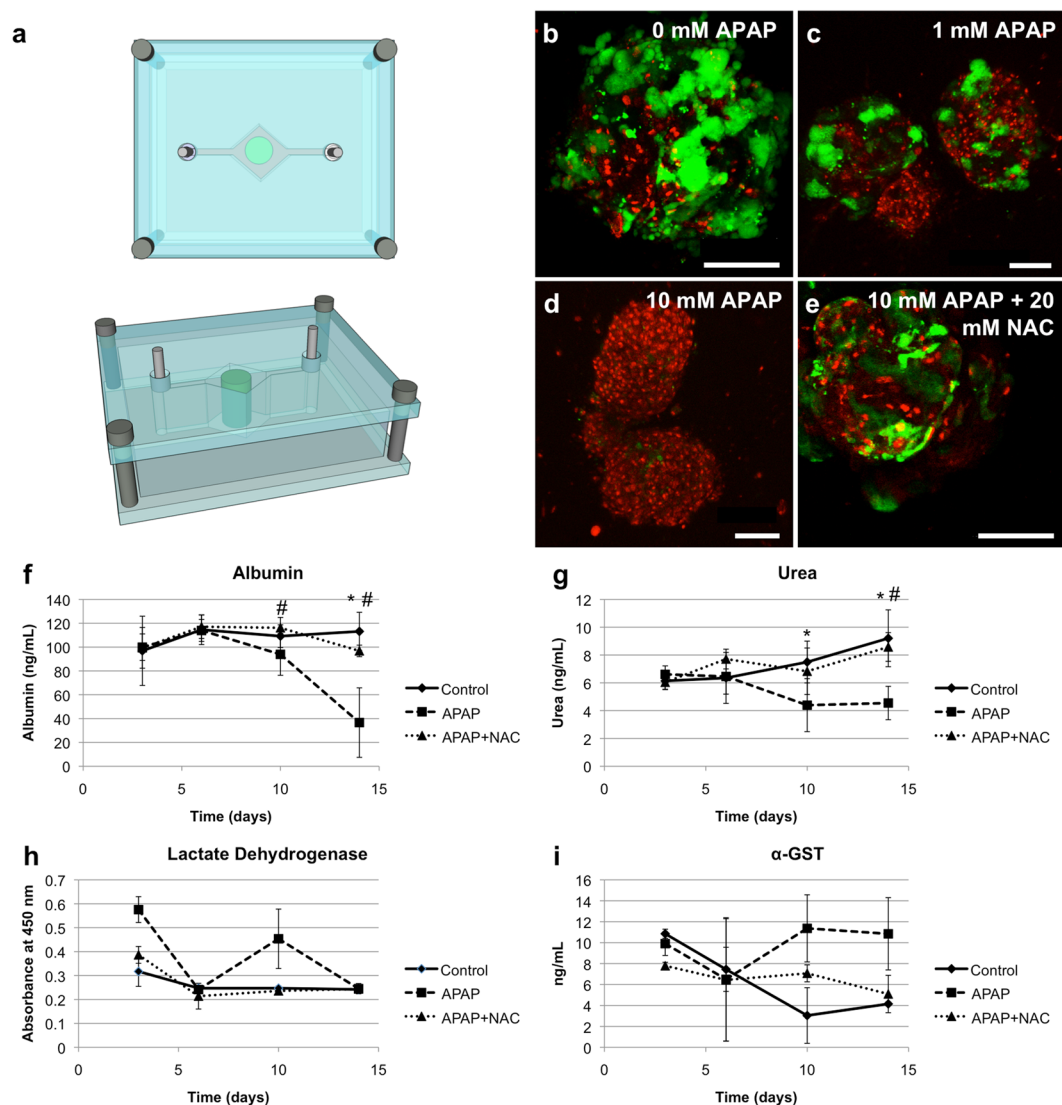 a
b
0 mM APAP
c
1 mM APAP
d
10 mM APAP
e
10 mM APAP + 20
mM NAC
f
Albumin
140
120
100
80
60
40
20
0
Albumin (ng/mL)
# * #
0 5 10 15
Time (days)
Control
APAP
APAP+NAC
g
Urea
12
10
8
6
4
2
0
Urea (ng/mL)
* * #
0 5 10 15
Time (days)
Control
APAP
APAP+NAC
h
Lactate Dehydrogenase
0.7
0.6
0.5
0.4
0.3
0.2
0.1
0
Absorbance at 450 nm
0 5 10 15
Time (days)
Control
APAP
APAP+NAC
i
α-GST
16
14
12
10
8
6
4
2
0
ng/mL
0 5 10 15
Time (days)
Control
APAP
APAP+NAC